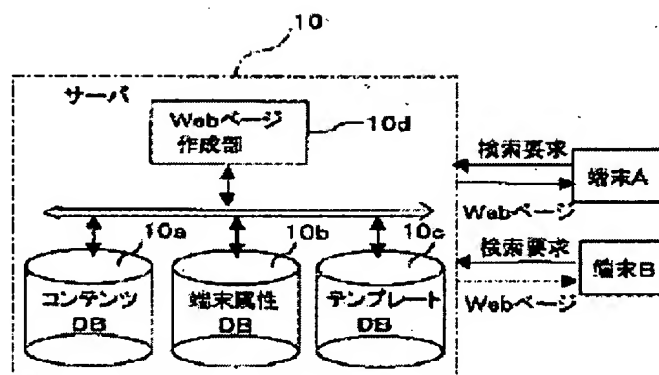 10
サーバ
Webページ
作成部
10d
検索要求
端末A
Webページ
10a
10b
10c
検索要求
端末B
Webページ
コンテンツ
DB
端末属性
DB
テンプレート
DB